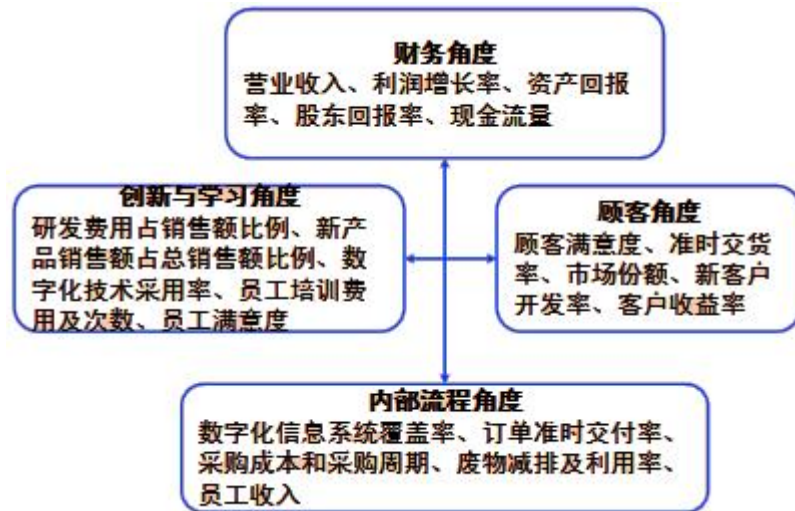 财务角度
营业收入、利润增长率、资产回报
率、股东回报率、现金流量
创新与学习角度
研发费用占销售额比例、新产
品销售额占总销售额比例、数
字化技术采用率、员工培训费
用及次数、员工满意度
顾客角度
顾客满意度、准时交货
率、市场份额、新客户
开发率、客户收益率
内部流程角度
数字化信息系统覆盖率、订单准时交付率、
采购成本和采购周期、废物减排及利用率、
员工收入